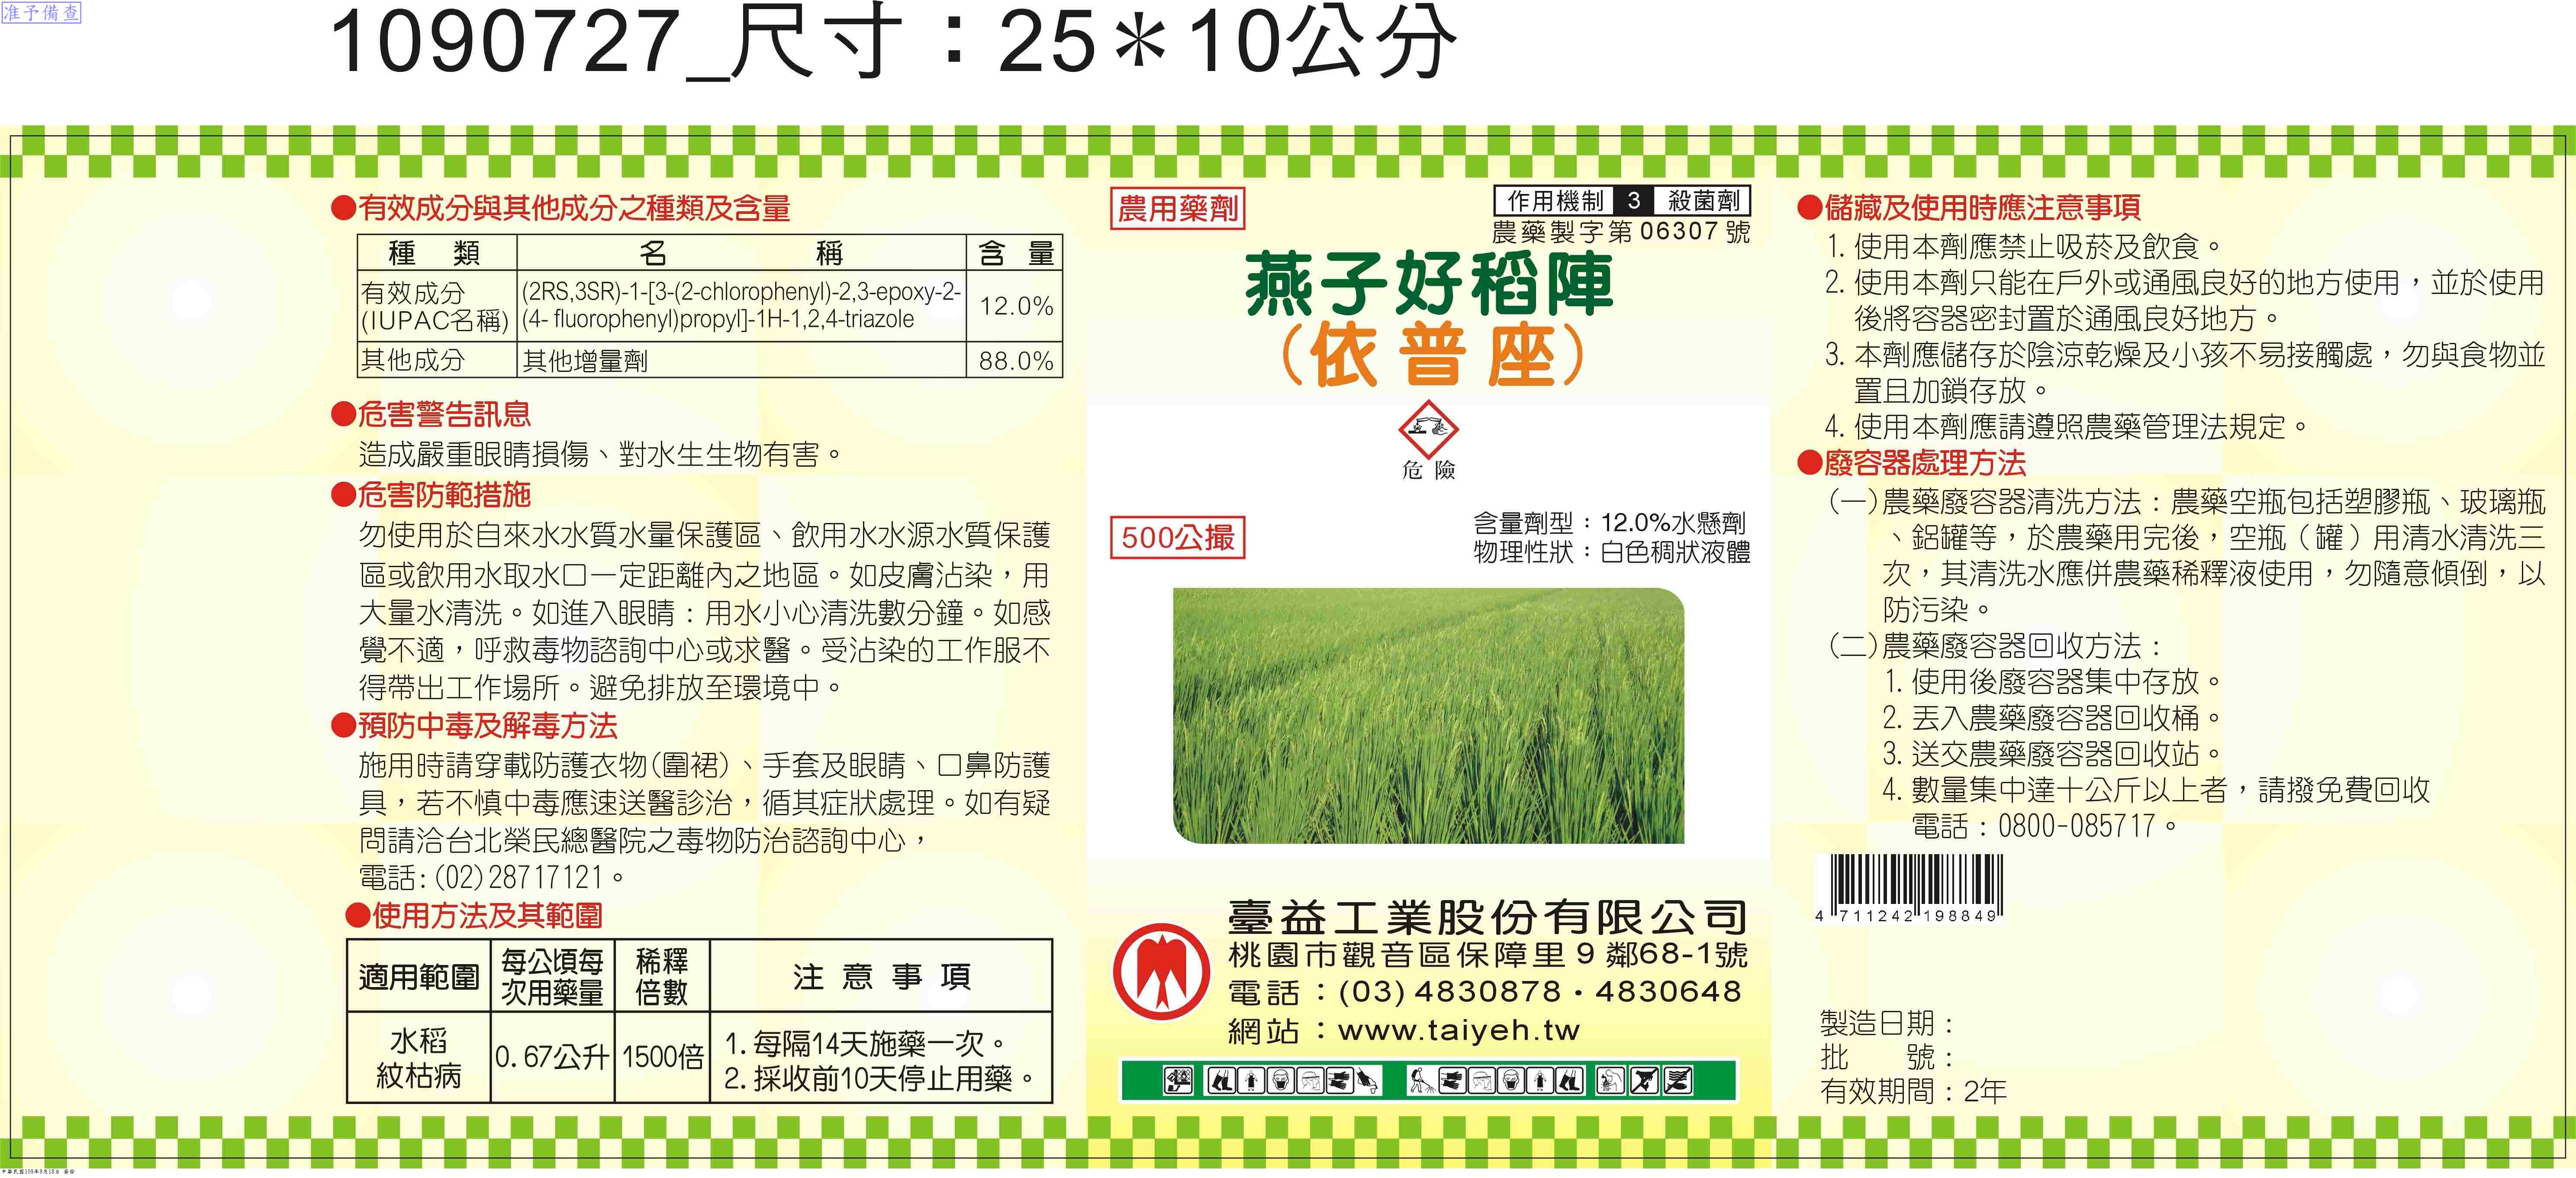 准予備查
1090727_尺寸：25＊10公分
●有效成分與其他成分之種類及含量
種 類 名 稱 含 量
有效成分
(IUPAC名稱)
(2RS,3SR)-1-[3-(2-chlorophenyl)-2,3-epoxy-2-
(4- fluorophenyl)propyl]-1H-1,2,4-triazole
12.0%
其他成分 其他增量劑 88.0%
●危害警告訊息
造成嚴重眼睛損傷、對水生生物有害。
●危害防範措施
勿使用於自來水水質水量保護區、飲用水水源水質保護
區或飲用水取水口一定距離內之地區。如皮膚沾染，用
大量水清洗。如進入眼睛：用水小心清洗數分鐘。如感
覺不適，呼救毒物諮詢中心或求醫。受沾染的工作服不
得帶出工作場所。避免排放至環境中。
●預防中毒及解毒方法
施用時請穿載防護衣物(圍裙)、手套及眼睛、口鼻防護
具，若不慎中毒應速送醫診治，循其症狀處理。如有疑
問請洽台北榮民總醫院之毒物防治諮詢中心，
電話:(02)28717121。
●使用方法及其範圍
適用範圍
每公頃每
次用藥量
稀釋
倍數
注 意 事 項
水稻
紋枯病
0.67公升
1500倍
1. 每隔14天施藥一次。
2. 採收前10天停止用藥。
農用藥劑
作用機制 3 殺菌劑
農藥製字第06307號
燕子好稻陣
(依普座)
危 險
500公撮
含量劑型：12.0%水懸劑
物理性狀：白色稠狀液體
臺益工業股份有限公司
桃園市觀音區保障里9鄰68-1號
電話：(03)4830878・4830648
網站：www.taiyeh.tw
●儲藏及使用時應注意事項
1. 使用本劑應禁止吸菸及飲食。
2. 使用本劑只能在戶外或通風良好的地方使用，並於使用
後將容器密封置於通風良好地方。
3. 本劑應儲存於陰涼乾燥及小孩不易接觸處，勿與食物並
置且加鎖存放。
4. 使用本劑應請遵照農藥管理法規定。
●廢容器處理方法
(一)農藥廢容器清洗方法：農藥空瓶包括塑膠瓶、玻璃瓶
、鋁罐等，於農藥用完後，空瓶（罐）用清水清洗三
次，其清洗水應併農藥稀釋液使用，勿隨意傾倒，以
防污染。
(二)農藥廢容器回收方法：
1. 使用後廢容器集中存放。
2. 丟入農藥廢容器回收桶。
3. 送交農藥廢容器回收站。
4. 數量集中達十公斤以上者，請撥免費回收
電話：0800-085717。
4 711242 198849
製造日期：
批 號：
有效期間：2年